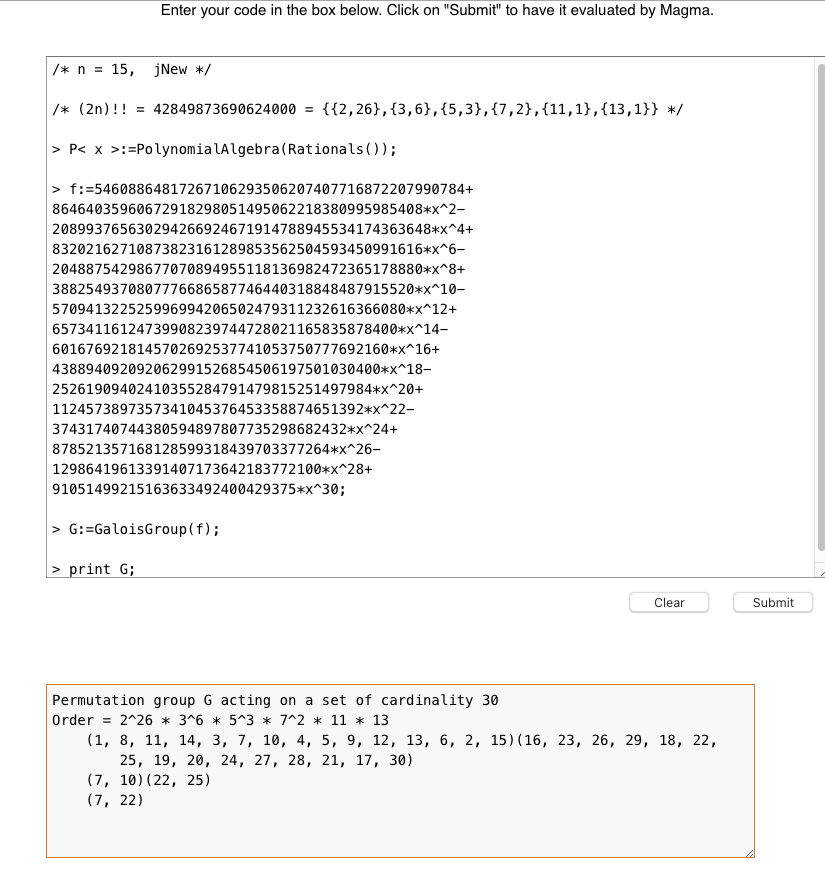 Enter your code in the box below. Click on "Submit" to have it evaluated by Magma.
/* n = 15,  jNew */
/* (2n)!! = 42849873690624000 = {{2,26},{3,6},{5,3},{7,2},{11,1},{13,1}} */
> P< x >:=PolynomialAlgebra(Rationals());
> f:=54608864817267106293506207407716872207990784+
86464035960672918298051495062218380995985408*x^2-
208993765630294266924671914788945534174363648*x^4+
83202162710873823161289853562504593450991616*x^6-
20488754298677070894955118136982472365178880*x^8+
3882549370807776686587746440318848487915520*x^10-
570941322525996994206502479311232616366080*x^12+
65734116124739908239744728021165835878400*x^14-
6016769218145702692537741053750777692160*x^16+
438894092092062991526854506197501030400*x^18-
25261909402410355284791479815251497984*x^20+
1124573897357341045376453358874651392*x^22-
37431740744380594897807735298682432*x^24+
878521357168128599318439703377264*x^26-
12986419613391407173642183772100*x^28+
91051499215163633492400429375*x^30;
> G:=GaloisGroup(f);
> print G;
Clear
Submit
Permutation group G acting on a set of cardinality 30
Order = 2^26 * 3^6 * 5^3 * 7^2 * 11 * 13
(1, 8, 11, 14, 3, 7, 10, 4, 5, 9, 12, 13, 6, 2, 15)(16, 23, 26, 29, 18, 22,
25, 19, 20, 24, 27, 28, 21, 17, 30)
(7, 10)(22, 25)
(7, 22)